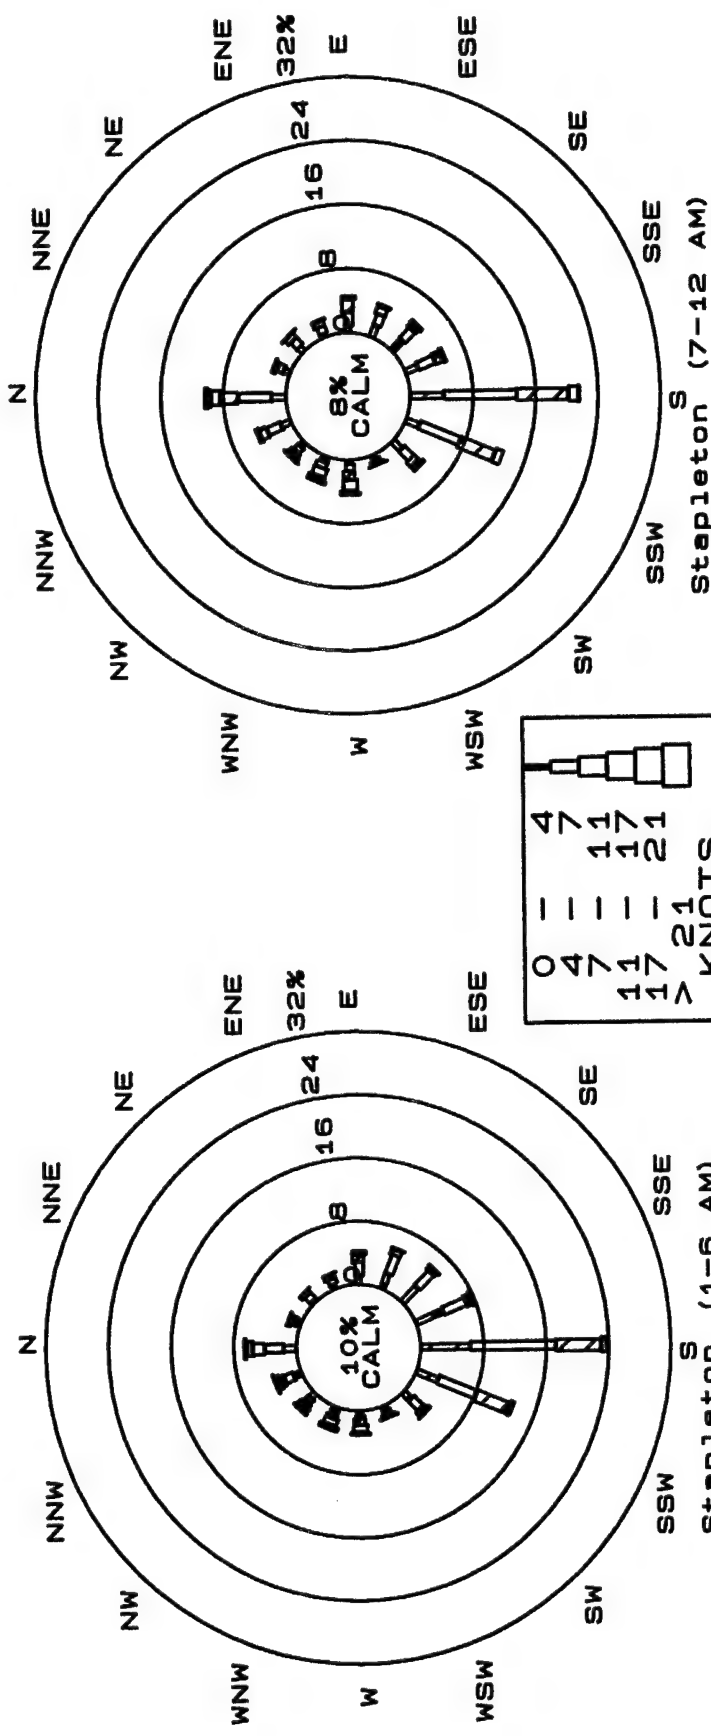 N
NNW
NNE
NW
NE
WNW
ENE
32%
24
16
8
0
W
E
10%
CALM
WSW
ESE
SW
SE
SSW
SSE
S
Stapleton (1-6 AM)
N
NNW
NNE
NW
NE
WNW
ENE
32%
24
16
8
0
W
E
8%
CALM
WSW
ESE
SW
SE
SSW
SSE
S
Stapleton (7-12 AM)
0 - 4
4 - 7
7 - 11
11 - 17
17 - 21
> 21
KNOTS